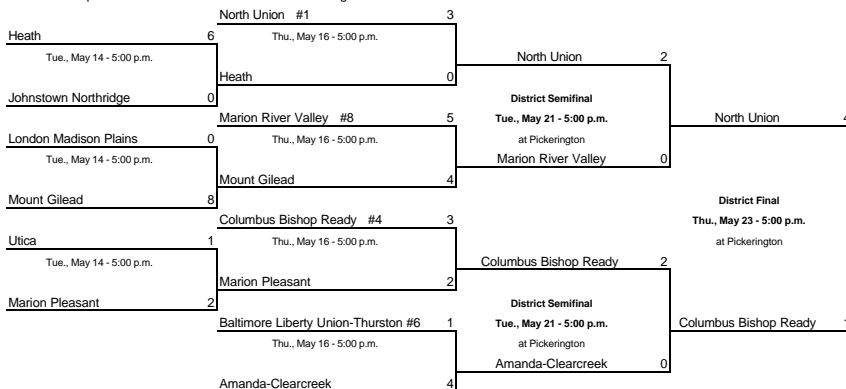 North Union #1 3
Heath 6
Thu., May 16 - 5:00 p.m.
Tue., May 14 - 5:00 p.m.
North Union 2
Heath 0
Johnstown Northridge 0
District Semifinal
Marion River Valley #8 5
Tue., May 21 - 5:00 p.m.
North Union 4
London Madison Plains 0
Thu., May 16 - 5:00 p.m.
at Pickerington
Tue., May 14 - 5:00 p.m.
Marion River Valley 0
Mount Gilead 4
Mount Gilead 8
District Final
Columbus Bishop Ready #4 3
Thu., May 23 - 5:00 p.m.
Utica 1
Thu., May 16 - 5:00 p.m.
at Pickerington
Tue., May 14 - 5:00 p.m.
Columbus Bishop Ready 2
Marion Pleasant 2
Marion Pleasant 2
District Semifinal
Baltimore Liberty Union-Thurston #6 1
Tue., May 21 - 5:00 p.m.
Columbus Bishop Ready
Thu., May 16 - 5:00 p.m.
at Pickerington
Amanda-Clearcreek 0
Amanda-Clearcreek 4